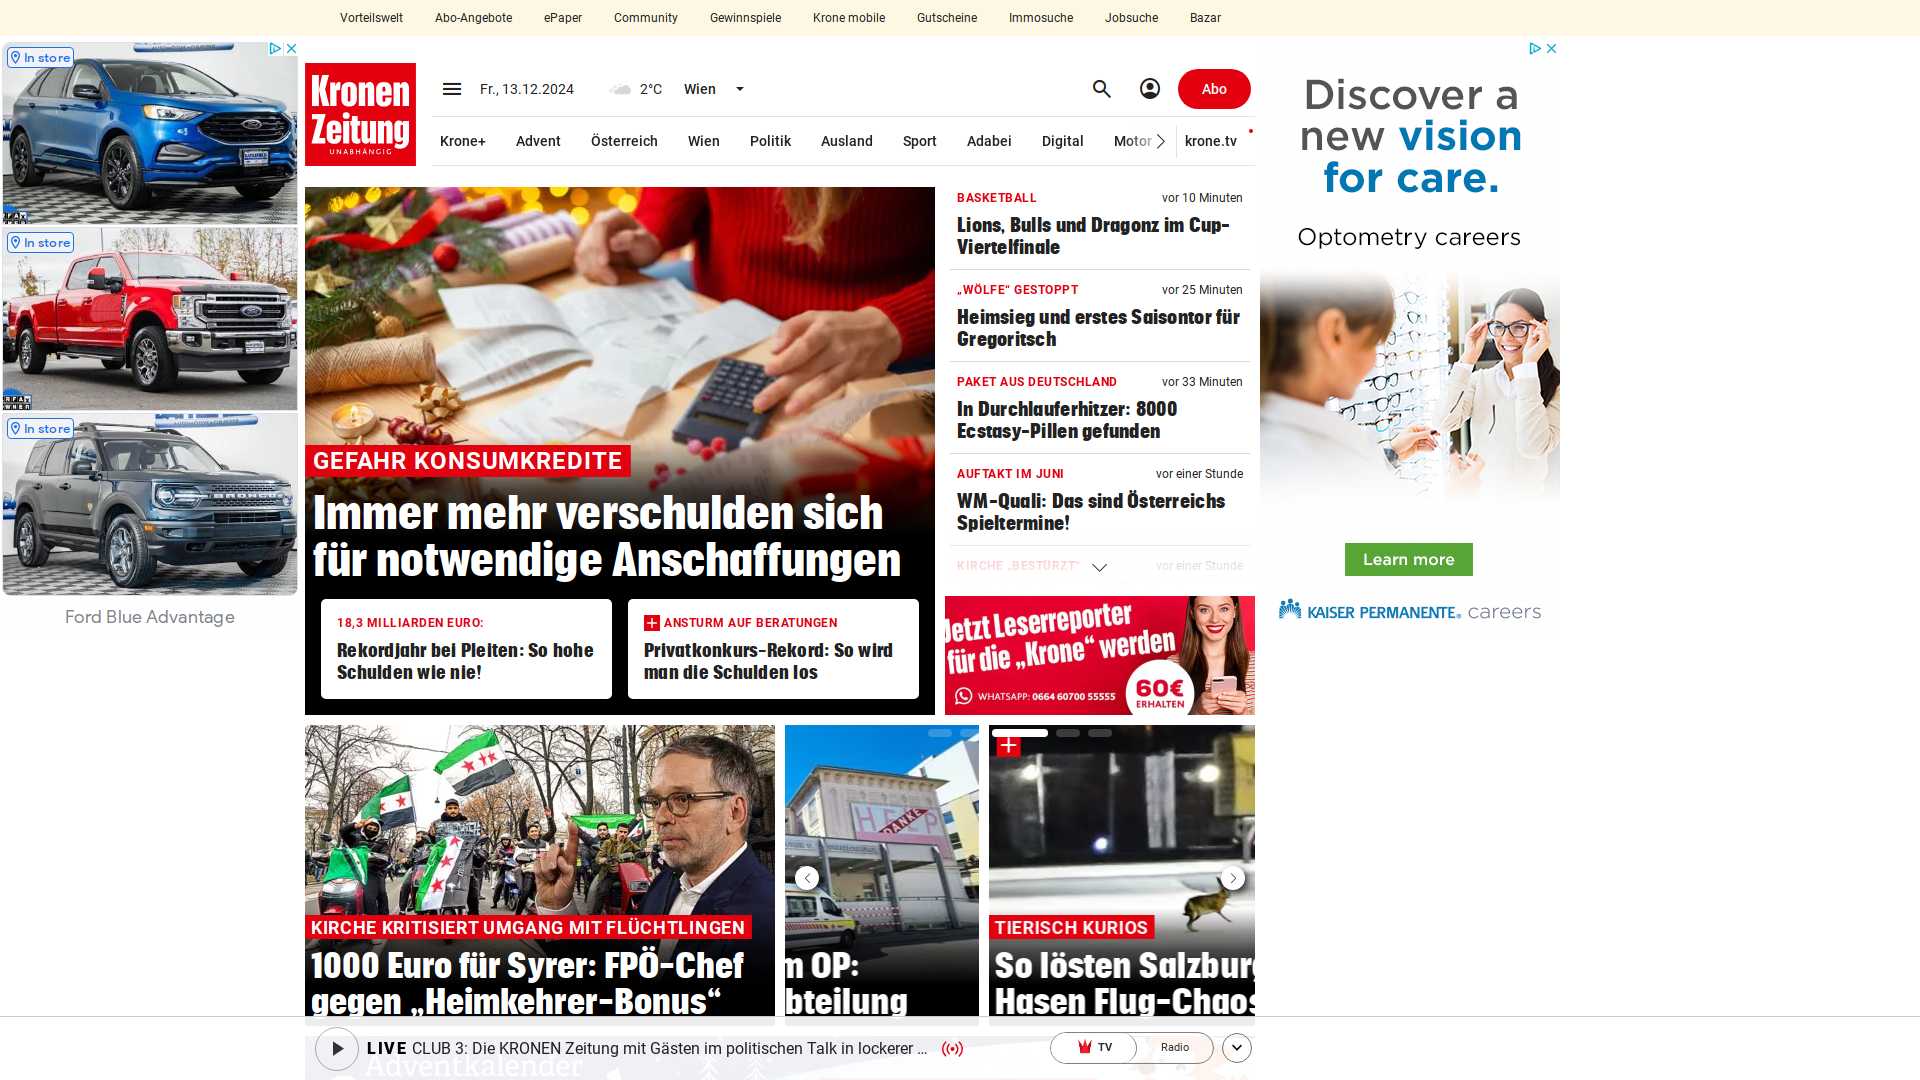 Vorteilswelt
Abo-Angebote
ePaper
Community
Gewinnspiele
Krone mobile
Gutscheine
Immosuche
Jobsuche
Bazar
In store
In store
In store
Ford Blue Advantage
Kronen
Zeitung
UNABHÄNGIG
Fr., 13.12.2024
2°C
Wien
Abo
Krone+
Advent
Österreich
Wien
Politik
Ausland
Sport
Adabei
Digital
Motor
krone.tv
GEFAHR KONSUMKREDITE
Immer mehr verschulden sich
für notwendige Anschaffungen
18,3 MILLIARDEN EURO:
Rekordjahr bei Pleiten: So hohe
Schulden wie nie!
ANSTURM AUF BERATUNGEN
Privatkonkurs-Rekord: So wird
man die Schulden los
BASKETBALL
vor 10 Minuten
Lions, Bulls und Dragonz im Cup-
Viertelfinale
„WÖLFE“ GESTOPPT
vor 25 Minuten
Heimsieg und erstes Saisontor für
Gregoritsch
PAKET AUS DEUTSCHLAND
vor 33 Minuten
In Durchlauferhitzer: 8000
Ecstasy-Pillen gefunden
AUFTAKT IM JUNI
vor einer Stunde
WM-Quali: Das sind Österreichs
Spieltermine!
KIRCHE „BESTÜRZT“
vor einer Stunde
Jetzt Leserreporter
für die „Krone“ werden
WHATSAPP: 0664 60700 55555
60€
ERHALTEN
Discover a
new vision
for care.
Optometry careers
Learn more
KAISER PERMANENTE® careers
BRONCO
HELP
DANKE
KIRCHE KRITISIERT UMGANG MIT FLÜCHTLINGEN
1000 Euro für Syrer: FPÖ-Chef
gegen „Heimkehrer-Bonus“
m OP:
bteilung
TIERISCH KURIOS
So lösten Salzburg
Hasen Flug-Chaos
Adventkalender
LIVE CLUB 3: Die KRONEN Zeitung mit Gästen im politischen Talk in lockerer ...
TV
Radio